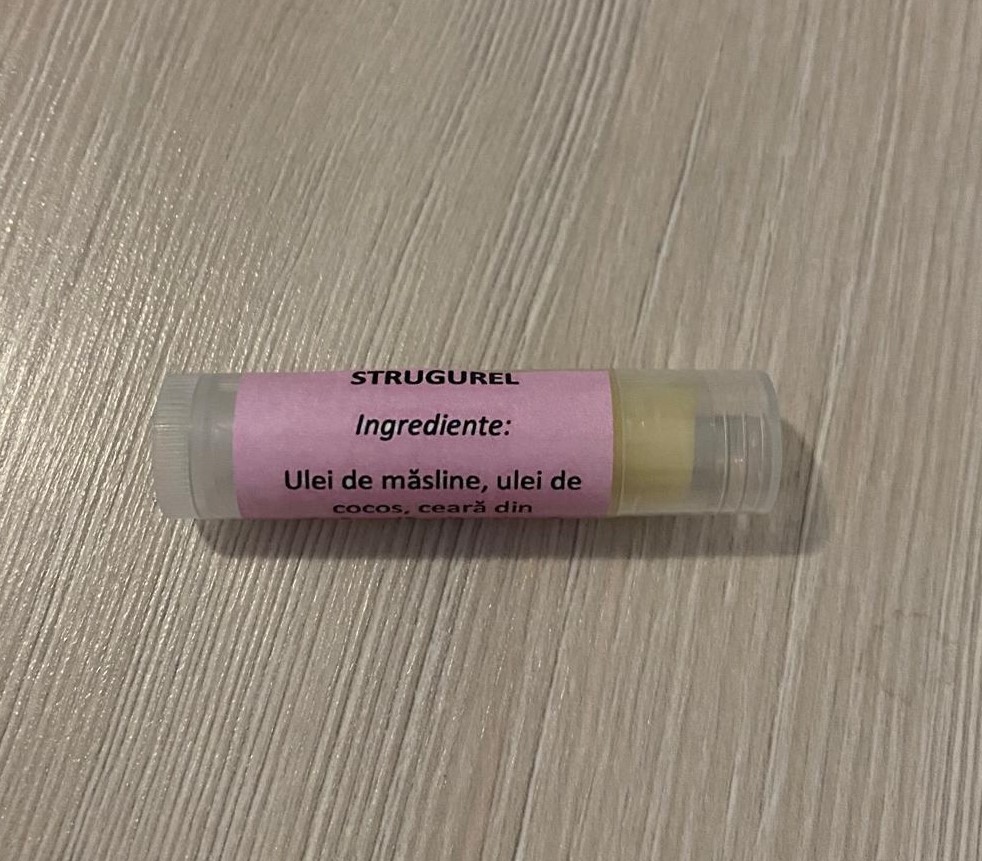 STRUGUREL
Ingrediente:
Ulei de măsline, ulei de
cocos, ceară din